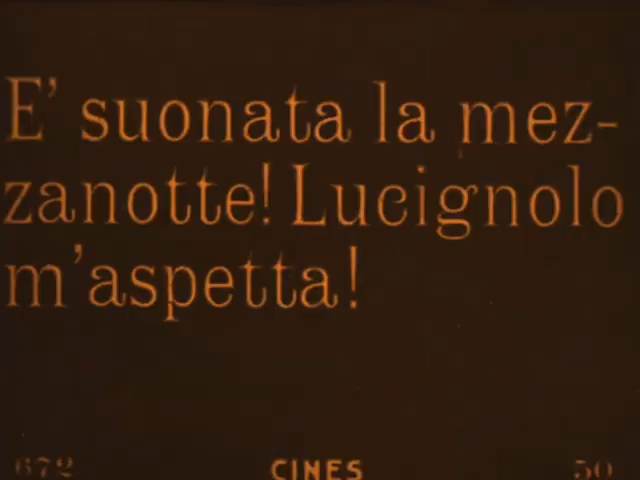 E' suonata la mez-
zanotte! Lucignolo
m'aspetta!
672 CINES 50